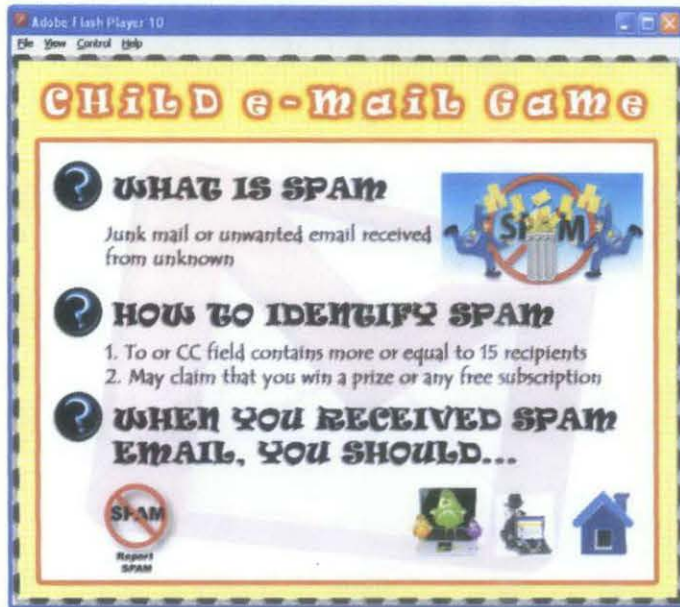 Adobe Flash Player 10
File View Control Help
CHiLD e-maiL Game
WHAT IS SPAM
Junk mail or unwanted email received
from unknown
SPAM
HOW TO IDENTIFY SPAM
1. To or CC field contains more or equal to 15 recipients
2. May claim that you win a prize or any free subscription
WHEN YOU RECEIVED SPAM
EMAIL, YOU SHOULD...
SPAM
Report
SPAM